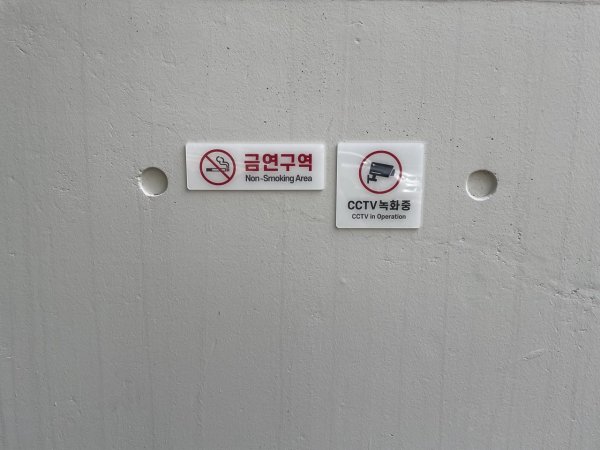 금연구역
Non-Smoking Area
CCTV 녹화중
CCTV in Operation